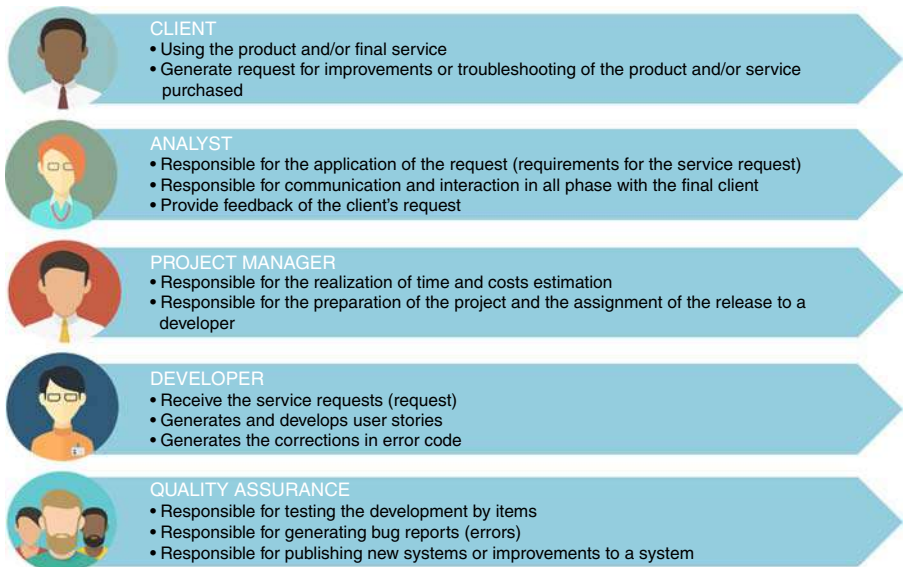 CLIENT
• Using the product and/or final service
• Generate request for improvements or troubleshooting of the product and/or service
purchased
ANALYST
• Responsible for the application of the request (requirements for the service request)
• Responsible for communication and interaction in all phase with the final client
• Provide feedback of the client's request
PROJECT MANAGER
• Responsible for the realization of time and costs estimation
• Responsible for the preparation of the project and the assignment of the release to a
developer
DEVELOPER
• Receive the service requests (request)
• Generates and develops user stories
• Generates the corrections in error code
QUALITY ASSURANCE
• Responsible for testing the development by items
• Responsible for generating bug reports (errors)
• Responsible for publishing new systems or improvements to a system